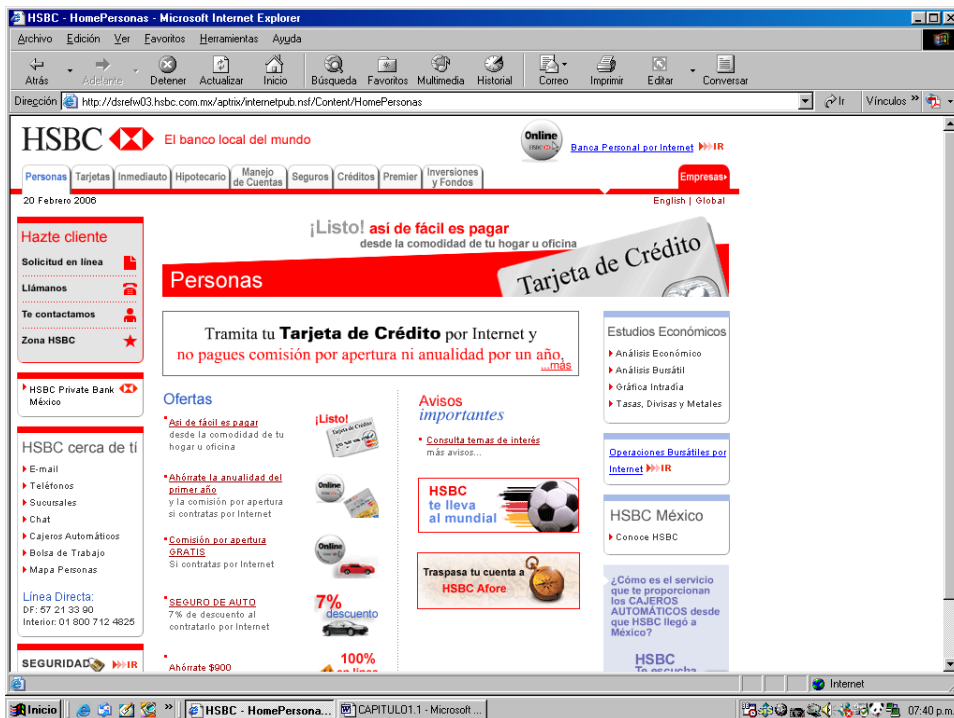 HSBC - HomePersonas - Microsoft Internet Explorer
Archivo Edición Ver Favoritos Herramientas Ayuda
Atrás Adelante Detener Actualizar Inicio Búsqueda Favoritos Multimedia Historial Correo Imprimir Editar Conversar
Dirección http://dsrefw03.hsbc.com.mx/aptrix/internetpub.nsf/Content/HomePersonas Ir Vínculos »
HSBC El banco local del mundo
Online
HSBC
Banca Personal por Internet IR
Personas Tarjetas Inmediauto Hipotecario Manejo de Cuentas Seguros Créditos Premier Inversiones y Fondos Empresas
20 Febrero 2006
English | Global
Hazte cliente
Solicitud en línea
Llámanos
Te contactamos
Zona HSBC
HSBC Private Bank
México
HSBC cerca de tí
E-mail
Teléfonos
Sucursales
Chat
Cajeros Automáticos
Bolsa de Trabajo
Mapa Personas
Línea Directa:
DF: 57 21 33 90
Interior: 01 800 712 4825
SEGURIDAD IR
¡Listo! así de fácil es pagar
desde la comodidad de tu hogar u oficina
Personas
Tarjeta de Crédito
Tramita tu Tarjeta de Crédito por Internet y
no pagues comisión por apertura ni anualidad por un año.
...más
Ofertas
Asi de fácil es pagar
desde la comodidad de tu
hogar u oficina
¡Listo!
Tarjeta de Crédito
Ahórrate la anualidad del
primer año
y la comisión por apertura
si contratas por Internet
Online
Comisión por apertura
GRATIS
Si contratas por Internet
Online
SEGURO DE AUTO
7% de descuento al
contratarlo por Internet
7%
descuento
Ahórrate $900
100%
en línea
Avisos
importantes
Consulta temas de interés
más avisos...
HSBC
te lleva
al mundial
Traspasa tu cuenta a
HSBC Afore
Estudios Económicos
Análisis Económico
Análisis Bursátil
Gráfica Intradía
Tasas, Divisas y Metales
Operaciones Bursátiles por
Internet IR
HSBC México
Conoce HSBC
¿Cómo es el servicio
que te proporcionan
los CAJEROS
AUTOMÁTICOS desde
que HSBC llegó a
México?
HSBC
Te escucha
Internet
Inicio » HSBC - HomePersona... CAPITULO1.1 - Microsoft ... 07:40 p.m.